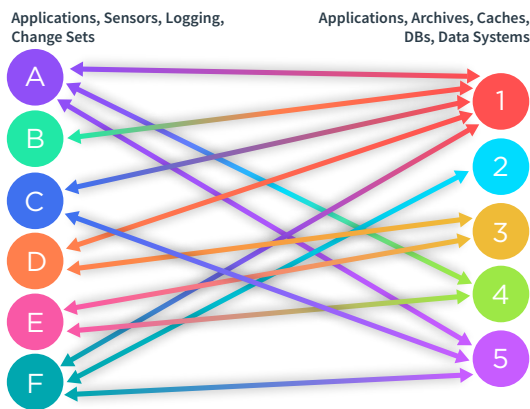 Applications, Sensors, Logging,
Change Sets
Applications, Archives, Caches,
DBs, Data Systems
A
B
C
D
E
F
1
2
3
4
5